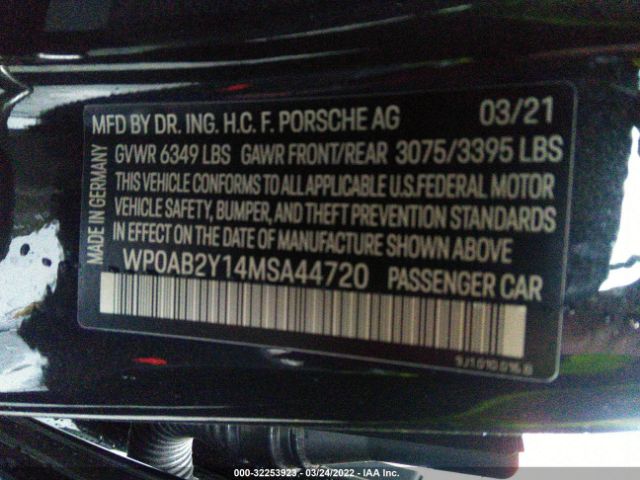 MFD BY DR. ING. H.C. F. PORSCHE AG 03/21
GVWR 6349 LBS GAWR FRONT/REAR 3075/3395 LBS
THIS VEHICLE CONFORMS TO ALL APPLICABLE U.S.FEDERAL MOTOR
VEHICLE SAFETY, BUMPER, AND THEFT PREVENTION STANDARDS
IN EFFECT ON THE DATE OF MANUFACTURE SHOWN ABOVE
WP0AB2Y14MSA44720 PASSENGER CAR
MADE IN GERMANY
000-32253923 - 03/24/2022 - IAA Inc.